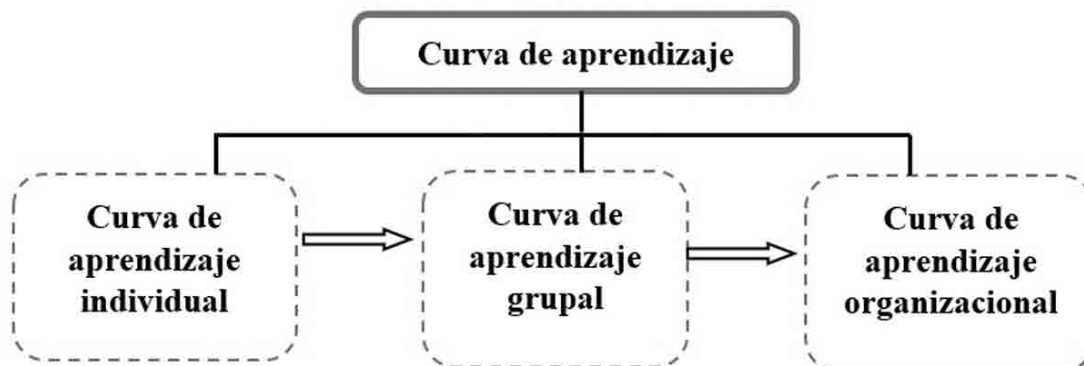 Curva de aprendizaje
Curva de
aprendizaje
individual
Curva de
aprendizaje
grupal
Curva de
aprendizaje
organizacional